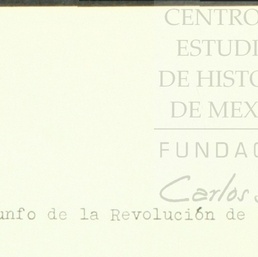 CENTRO
ESTUDI
DE HISTO
DE MEX
FUNDAC
Carlos S
unfo de la Revolución de